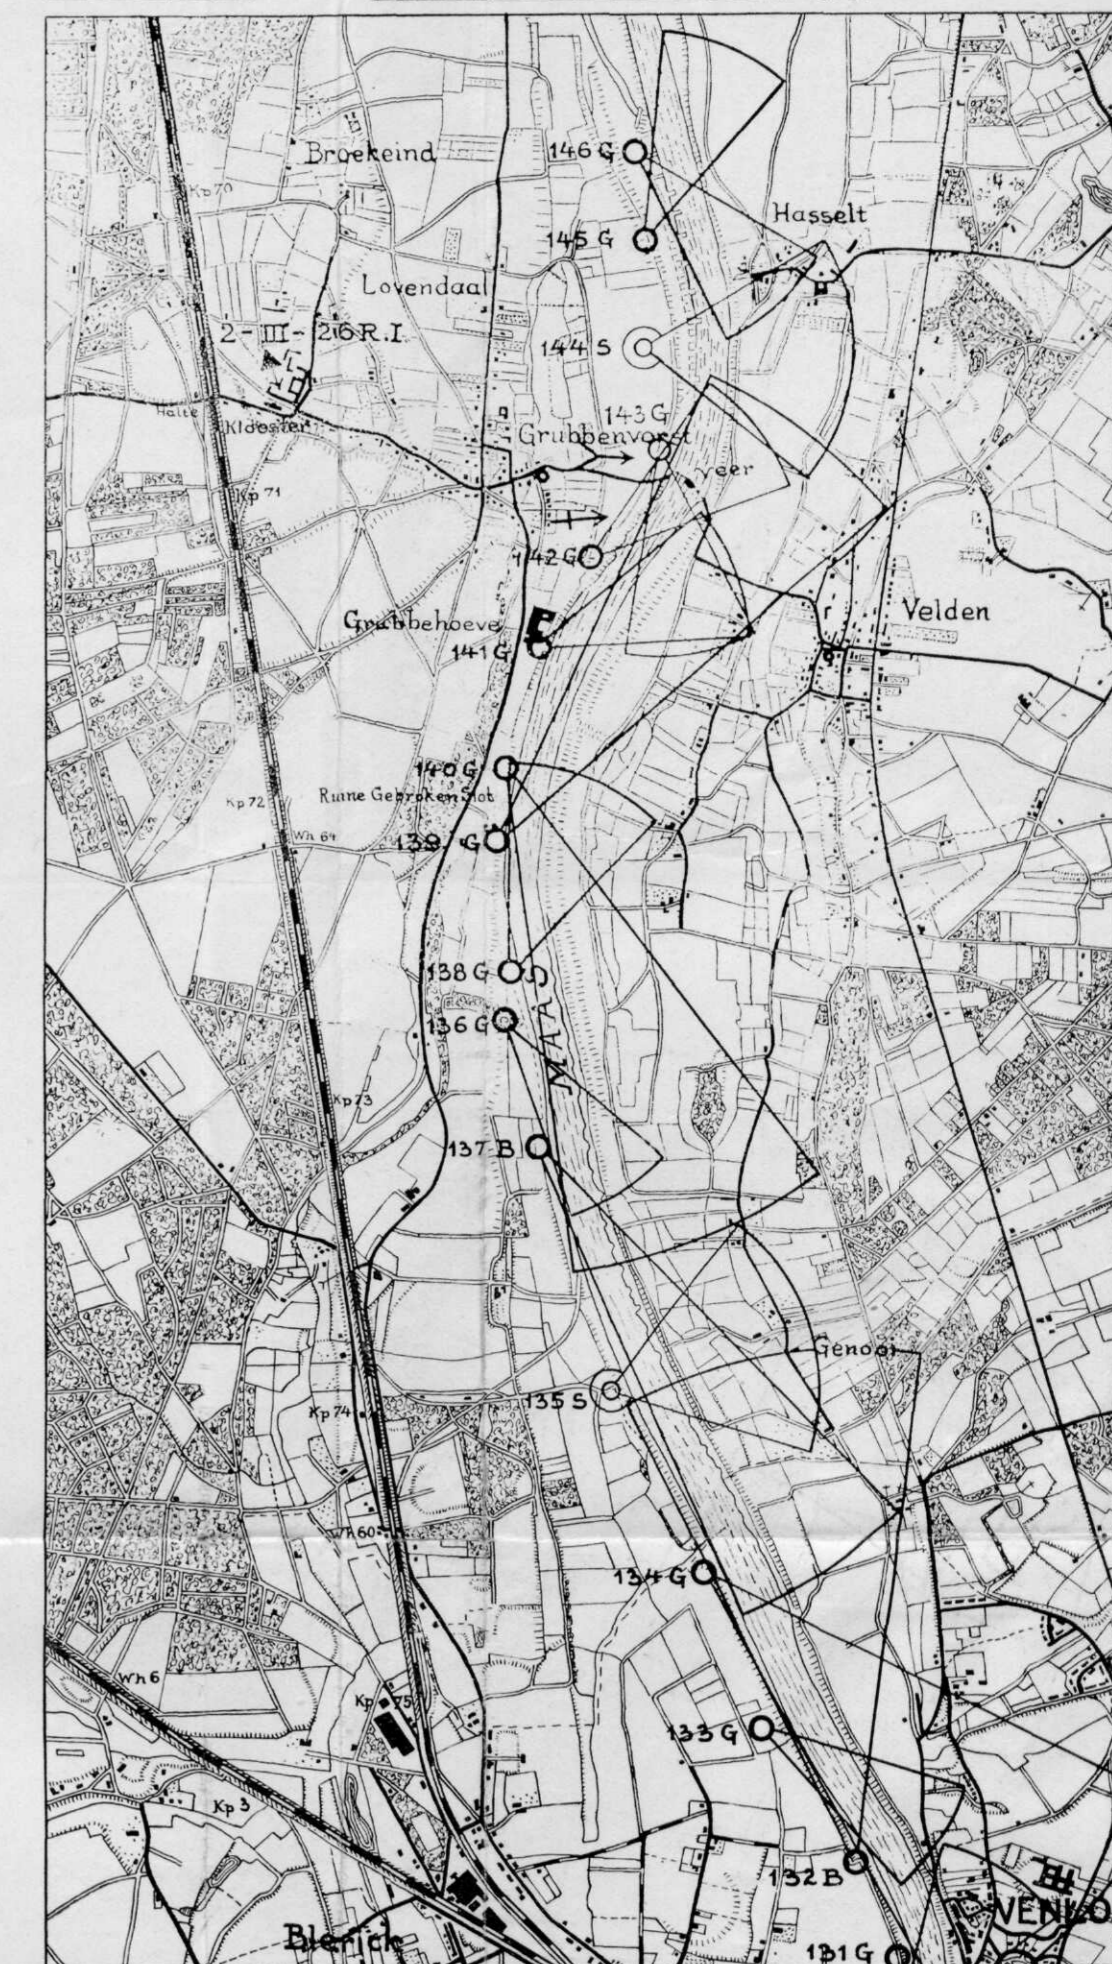 Broekeind
146 G
Kp 70
Hasselt
145 G
Lovendaal
2-III-26 R.I.
144 S
Halte
Klooster
143 G
Grubbenvorst
veer
Kp 71
142 G
Grubbehoeve
Velden
141 G
140 G
Ruine Gebroken Slot
Kp 72
Wh 64
139 G
138 G
MAAS
136 G
Kp 73
137 B
Genooi
135 S
Kp 74
Wh 60
134 G
Wh 6
Kp 75
133 G
Kp 3
132 B
VENLO
Blerick
131 G